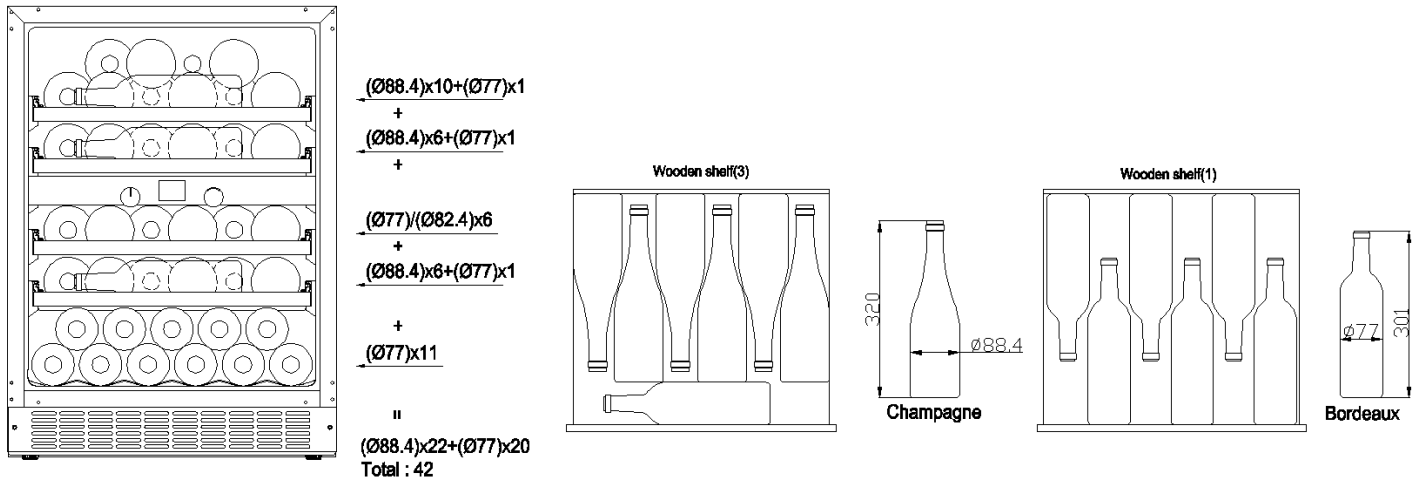 (Ø88.4)x10+(Ø77)x1
+
(Ø88.4)x6+(Ø77)x1
+
(Ø77)/(Ø82.4)x6
+
(Ø88.4)x6+(Ø77)x1
+
(Ø77)x11
=
(Ø88.4)x22+(Ø77)x20
Total : 42
Wooden shelf(3)
320
Ø88.4
Champagne
Wooden shelf(1)
Ø77
301
Bordeaux